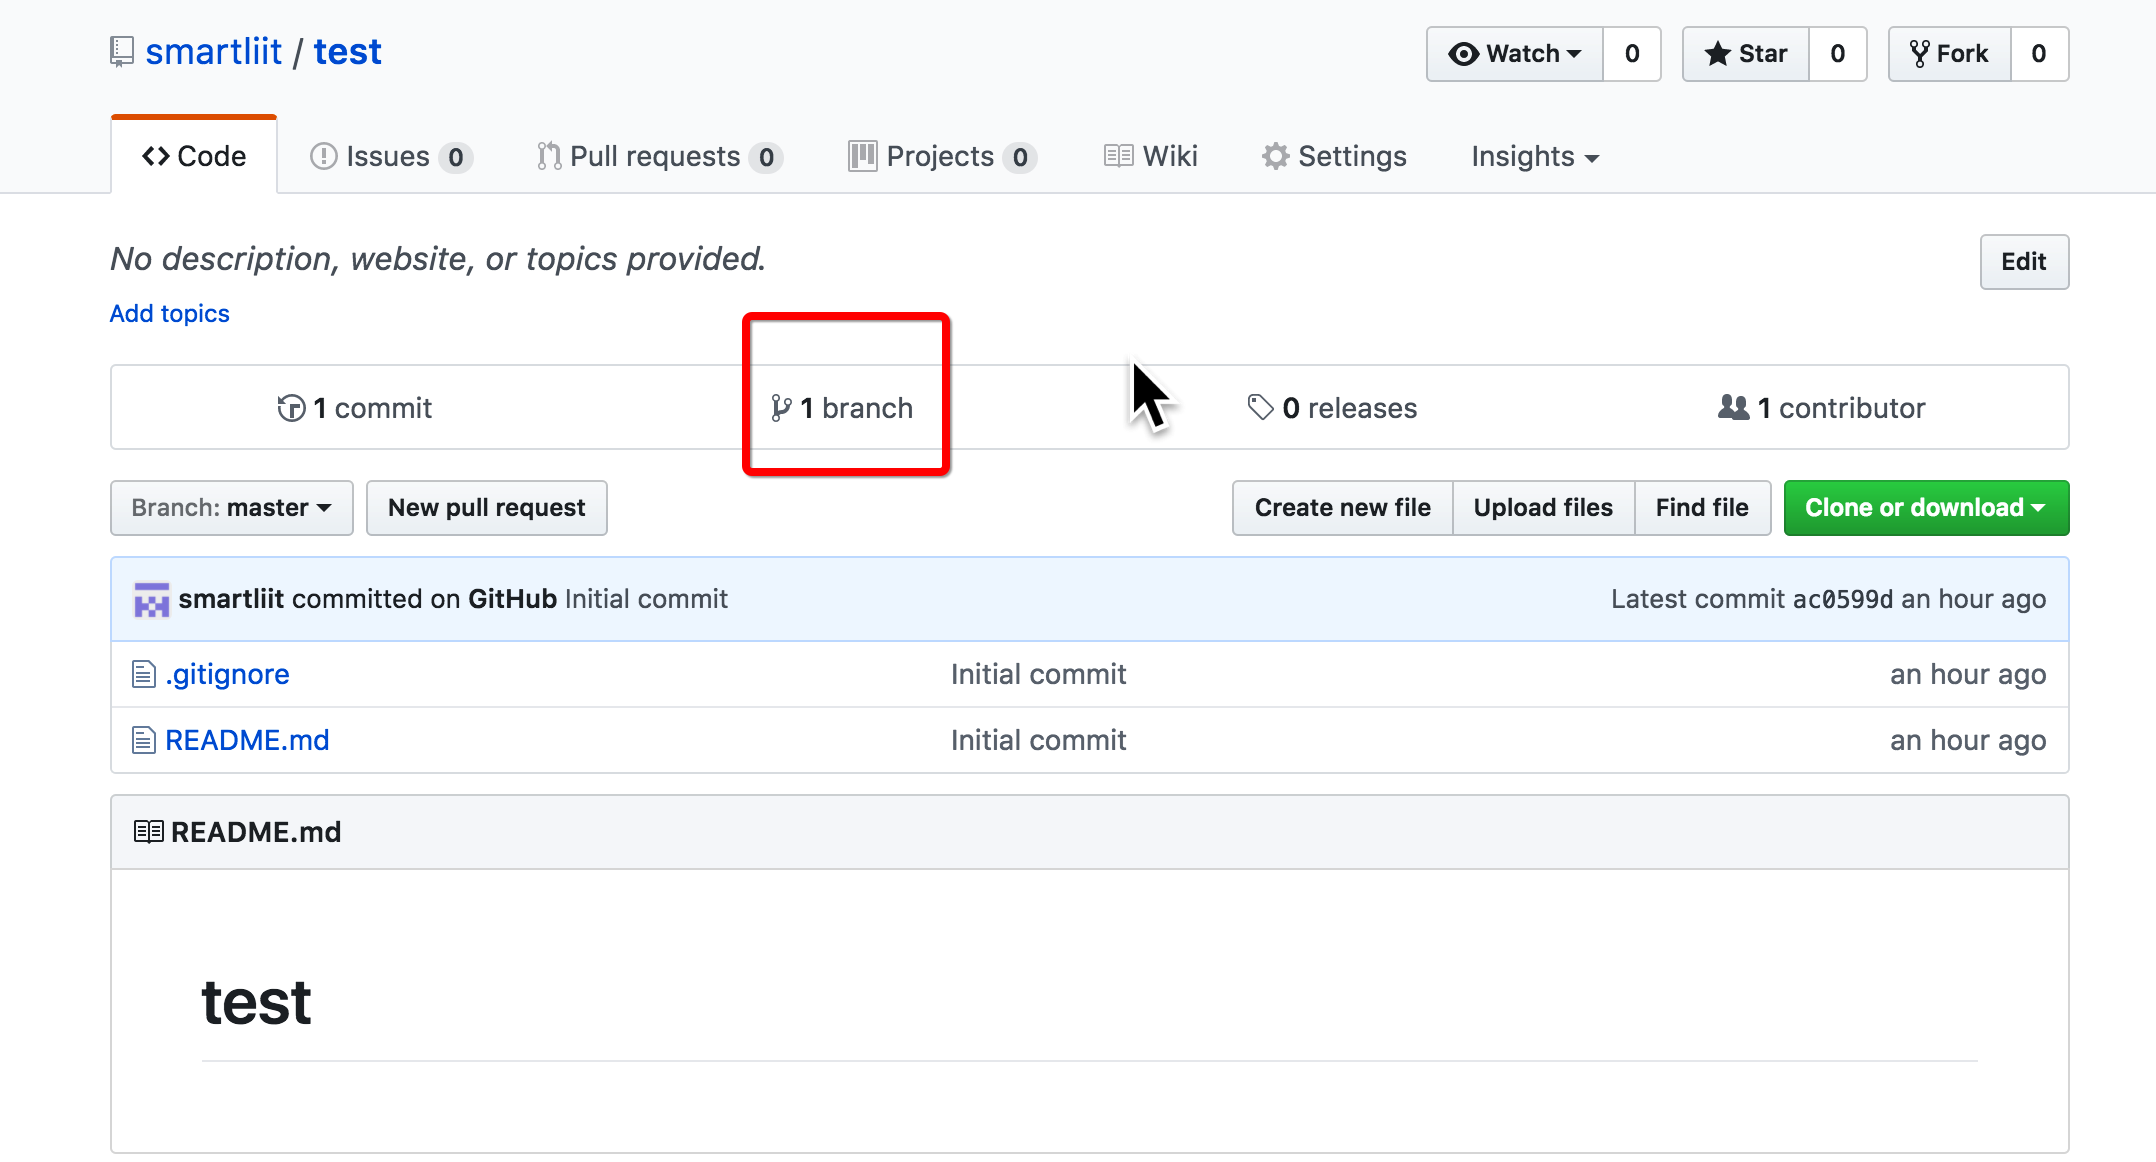 smartliit / test
Watch 0 Star 0 Fork 0
Code Issues 0 Pull requests 0 Projects 0 Wiki Settings Insights
No description, website, or topics provided.
Edit
Add topics
1 commit 1 branch 0 releases 1 contributor
Branch: master New pull request Create new file Upload files Find file Clone or download
smartliit committed on GitHub Initial commit Latest commit ac0599d an hour ago
.gitignore Initial commit an hour ago
README.md Initial commit an hour ago
README.md
test